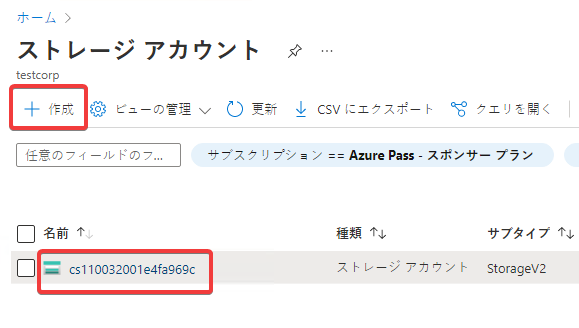 ホーム >
ストレージ アカウント ...
testcorp
+ 作成 ビューの管理 更新 CSV にエクスポート クエリを開く
任意のフィールドのフ... サブスクリプション == Azure Pass - スポンサー プラン
名前 ↑↓ 種類 ↑↓ サブタイプ ↑↓
cs110032001e4fa969c ストレージ アカウント StorageV2